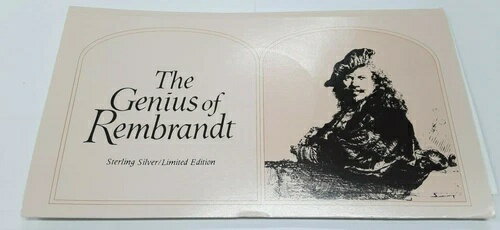 The
Genius of
Rembrandt
Sterling Silver/Limited Edition